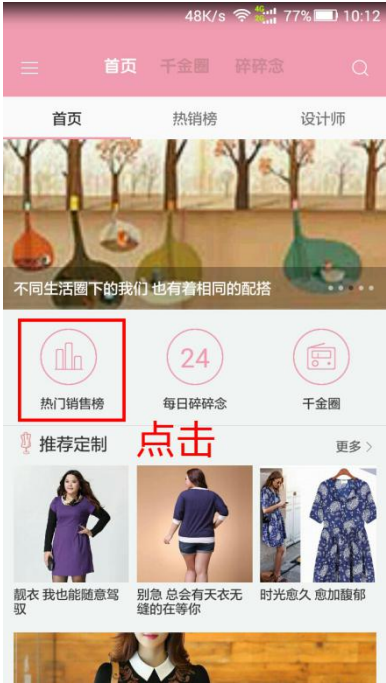 48K/s 4G 2G 77% 10:12
首页 千金圈 碎碎念
首页 热销榜 设计师
不同生活圈下的我们 也有着相同的配搭
24
热门销售榜 每日碎碎念 千金圈
点击
推荐定制 更多
靓衣 我也能随意驾
驭
别急 总会有天衣无
缝的在等你
时光愈久 愈加馥郁